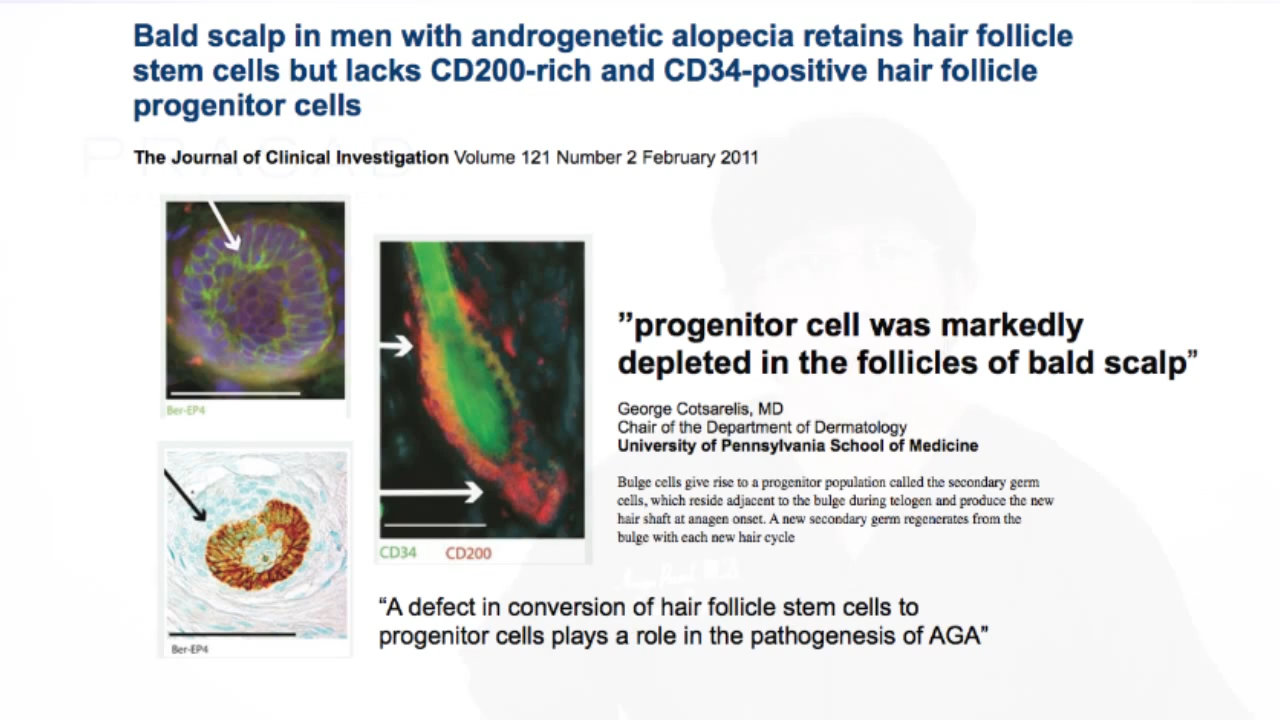 Bald scalp in men with androgenetic alopecia retains hair follicle
stem cells but lacks CD200-rich and CD34-positive hair follicle
progenitor cells
The Journal of Clinical Investigation Volume 121 Number 2 February 2011
Ber-EP4
CD34 CD200
Ber-EP4
”progenitor cell was markedly
depleted in the follicles of bald scalp”
George Cotsarelis, MD
Chair of the Department of Dermatology
University of Pennsylvania School of Medicine
Bulge cells give rise to a progenitor population called the secondary germ
cells, which reside adjacent to the bulge during telogen and produce the new
hair shaft at anagen onset. A new secondary germ regenerates from the
bulge with each new hair cycle
“A defect in conversion of hair follicle stem cells to
progenitor cells plays a role in the pathogenesis of AGA”